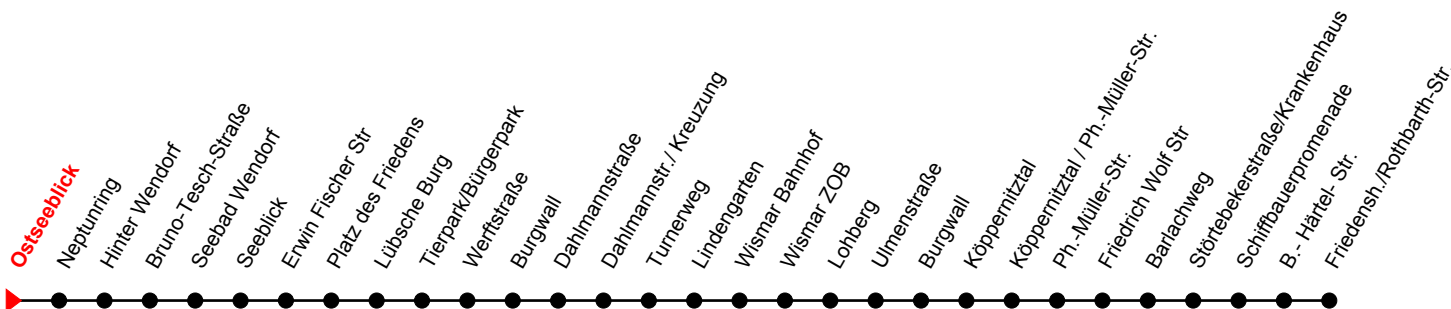 Ostseeblick
Neptunring
Hinter Wendorf
Bruno-Tesch-Straße
Seebad Wendorf
Seeblick
Erwin Fischer Str
Platz des Friedens
Lübsche Burg
Tierpark/Bürgerpark
Werftstraße
Burgwall
Dahlmannstraße
Dahlmannstr./ Kreuzung
Turnerweg
Lindengarten
Wismar Bahnhof
Wismar ZOB
Lohberg
Ulmenstraße
Burgwall
Köppernitztal
Köppernitztal / Ph.-Müller-Str.
Ph.-Müller-Str.
Friedrich Wolf Str
Barlachweg
Störtebekerstraße/Krankenhaus
Schiffbauerpromenade
B.- Härtel- Str.
Friedensh./Rothbarth-Str.